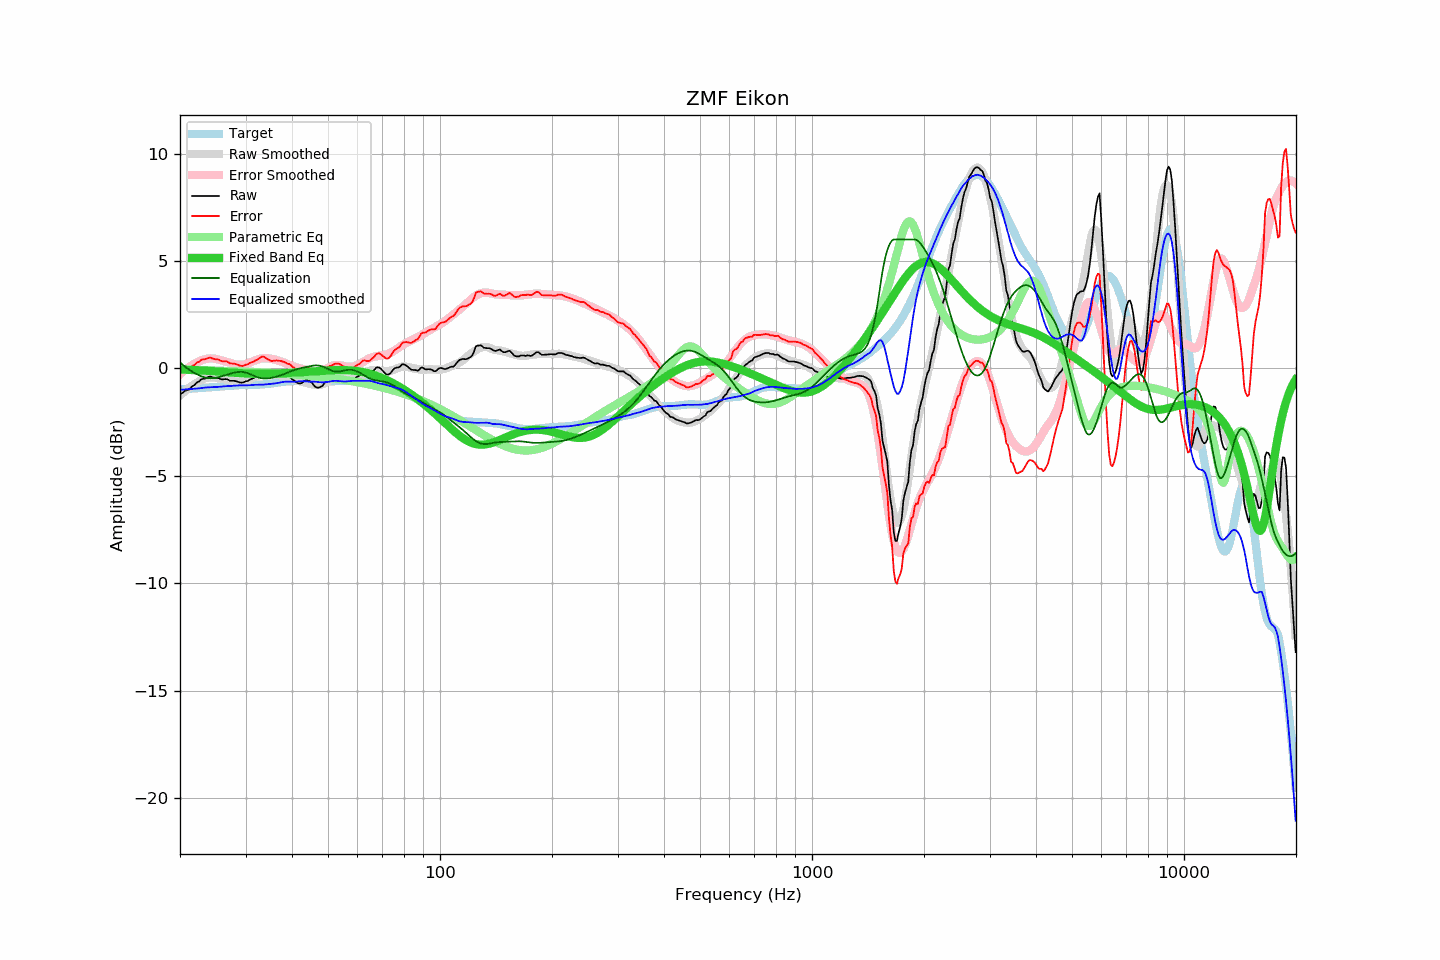 ZMF Eikon
Target
Raw Smoothed
Error Smoothed
Raw
Error
Parametric Eq
Fixed Band Eq
Equalization
Equalized smoothed
10
5
0
−5
−10
−15
−20
Amplitude (dBr)
100
1000
10000
Frequency (Hz)